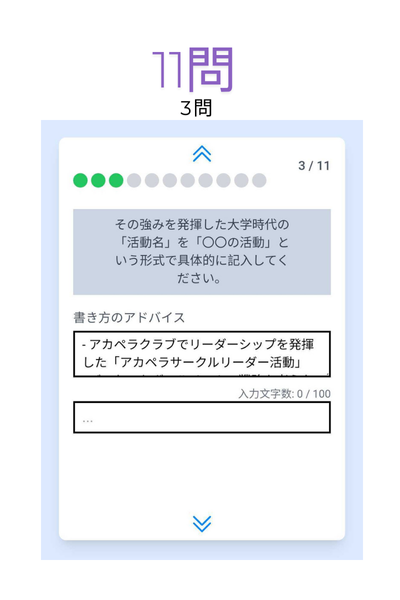 11問
3問
3 / 11
その強みを発揮した大学時代の
「活動名」を「〇〇の活動」と
いう形式で具体的に記入してく
ださい。
書き方のアドバイス
- アカペラクラブでリーダーシップを発揮
した「アカペラサークルリーダー活動」
入力文字数: 0 / 100
...